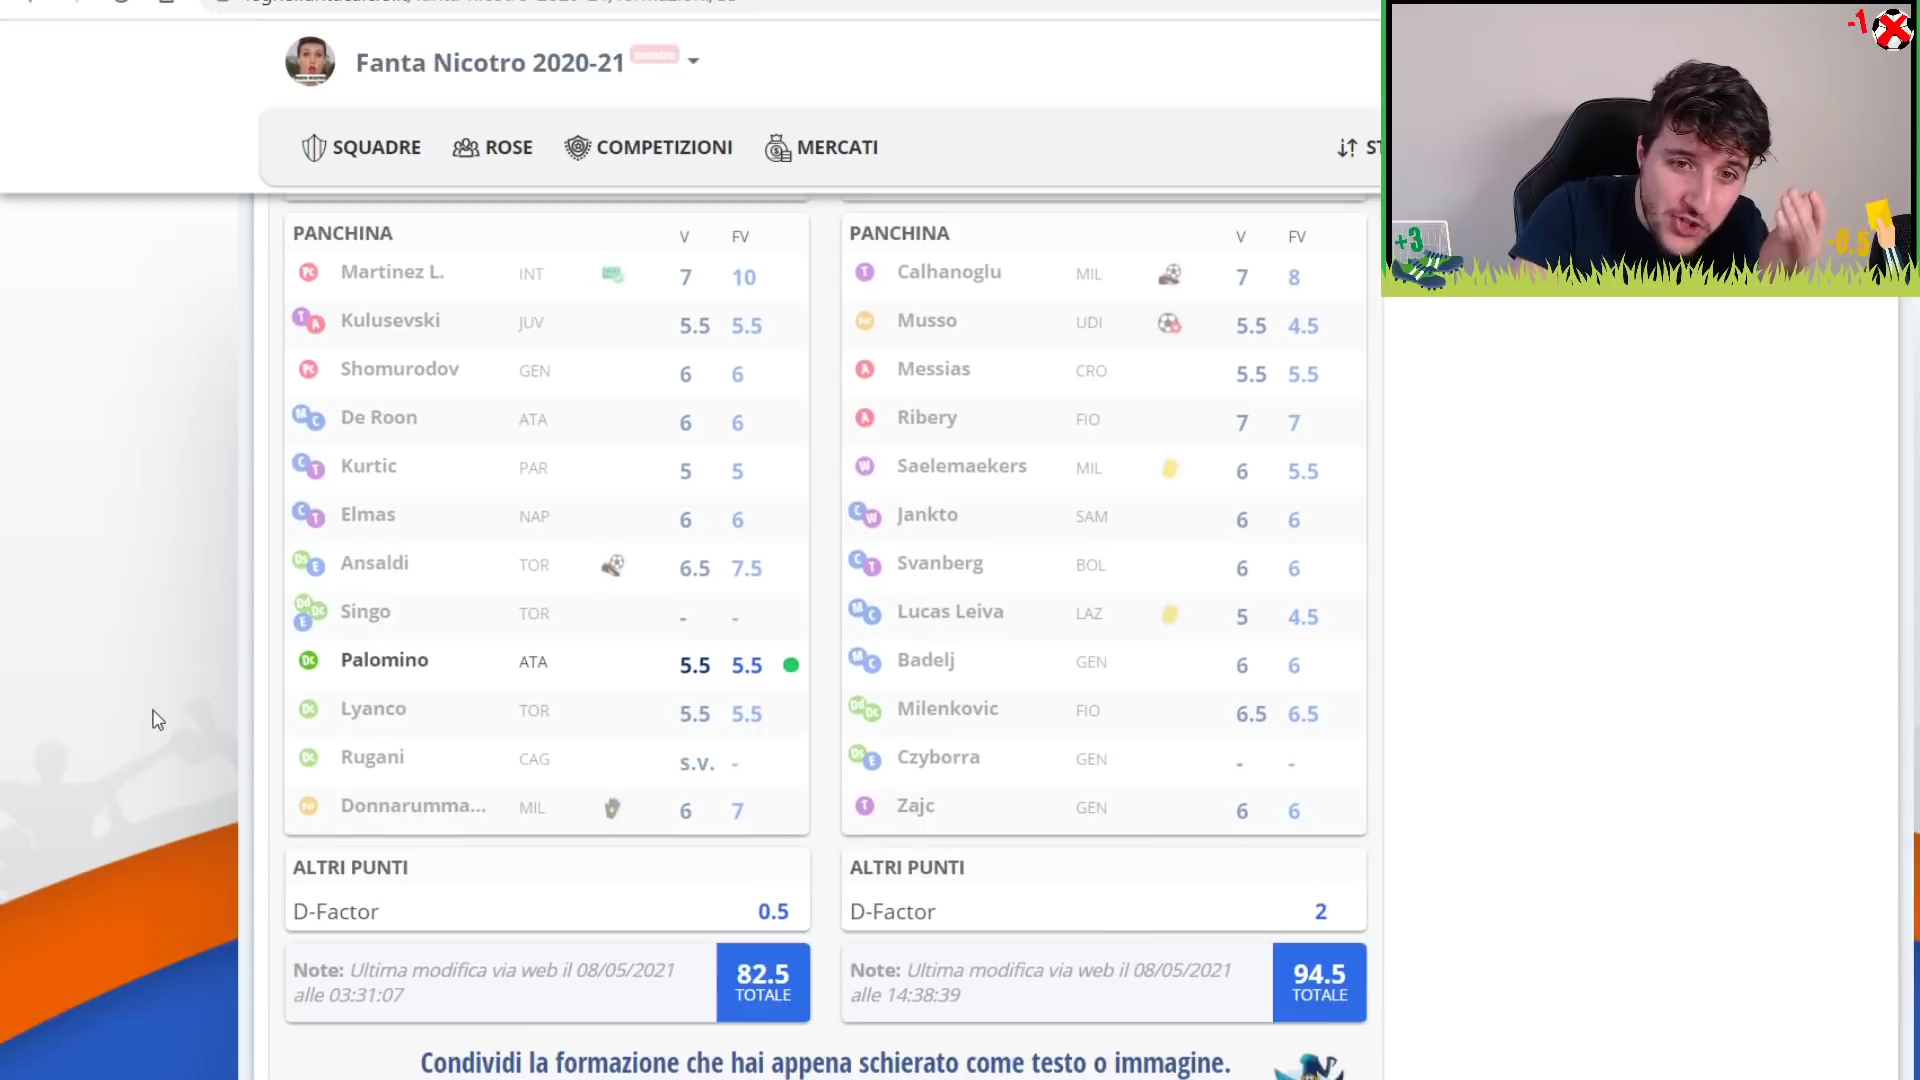 Fanta Nicotro 2020-21
SQUADRE ROSE COMPETIZIONI MERCATI
PANCHINA V FV
Martinez L. INT 7 10
Kulusevski JUV 5.5 5.5
Shomurodov GEN 6 6
De Roon ATA 6 6
Kurtic PAR 5 5
Elmas NAP 6 6
Ansaldi TOR 6.5 7.5
Singo TOR - -
Palomino ATA 5.5 5.5
Lyanco TOR 5.5 5.5
Rugani CAG s.v. -
Donnarumma... MIL 6 7
ALTRI PUNTI
D-Factor 0.5
Note: Ultima modifica via web il 08/05/2021
alle 03:31:07
82.5
TOTALE
PANCHINA V FV
Calhanoglu MIL 7 8
Musso UDI 5.5 4.5
Messias CRO 5.5 5.5
Ribery FIO 7 7
Saelemaekers MIL 6 5.5
Jankto SAM 6 6
Svanberg BOL 6 6
Lucas Leiva LAZ 5 4.5
Badelj GEN 6 6
Milenkovic FIO 6.5 6.5
Czyborra GEN - -
Zajc GEN 6 6
ALTRI PUNTI
D-Factor 2
Note: Ultima modifica via web il 08/05/2021
alle 14:38:39
94.5
TOTALE
Condividi la formazione che hai appena schierato come testo o immagine.
-1
+3
-0.5